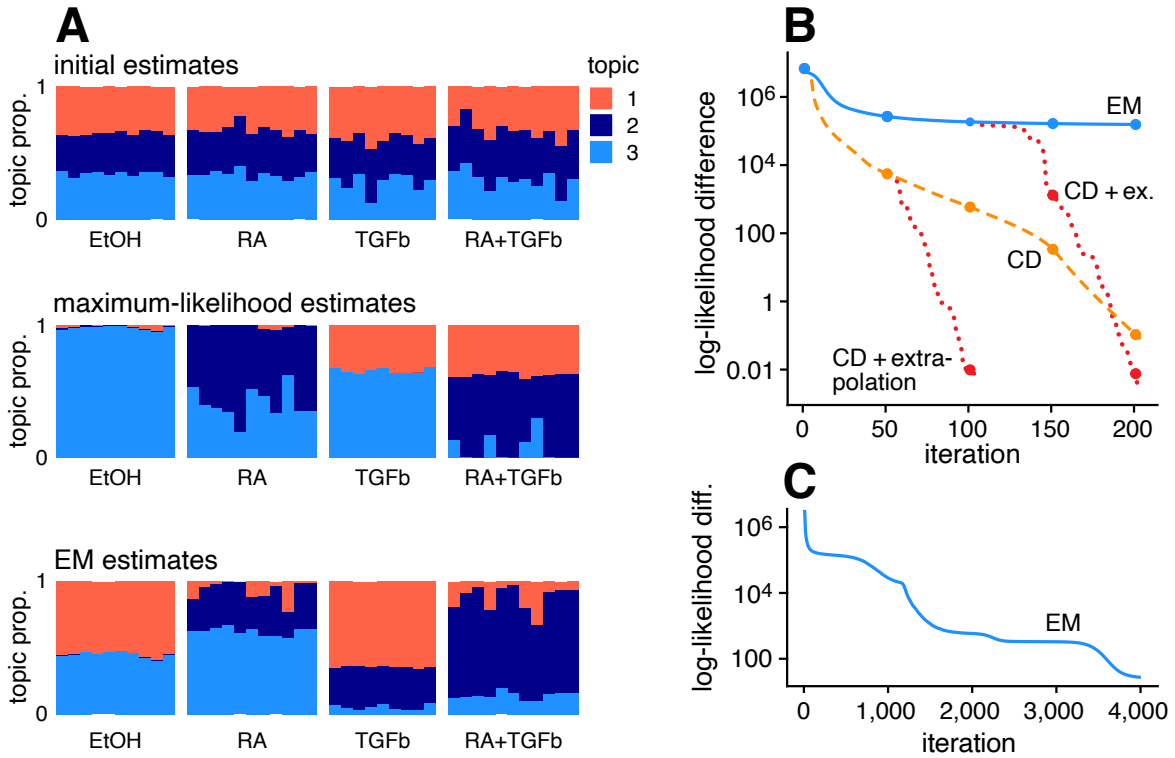 A
initial estimates
topic
1
2
3
topic prop.
1
0
EtOH RA TGFb RA+TGFb
maximum-likelihood estimates
topic prop.
1
0
EtOH RA TGFb RA+TGFb
EM estimates
topic prop.
1
0
EtOH RA TGFb RA+TGFb
B
log-likelihood difference
10⁶
10⁴
100
1
0.01
EM
CD + ex.
CD
CD + extra-
polation
0 50 100 150 200
iteration
C
log-likelihood diff.
10⁶
10⁴
100
EM
0 1,000 2,000 3,000 4,000
iteration